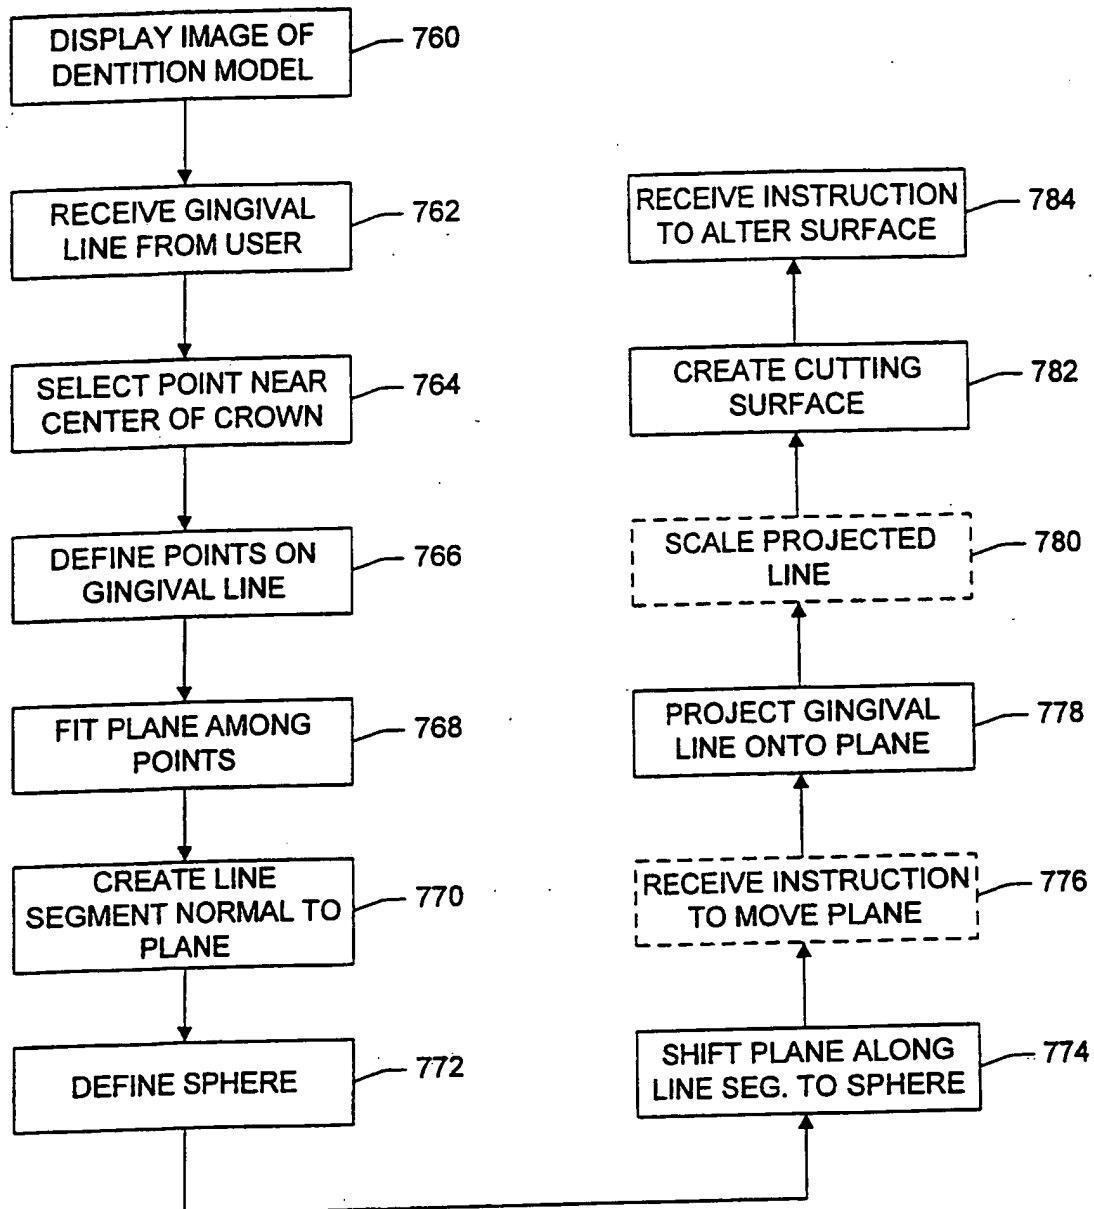 DISPLAY IMAGE OF
DENTITION MODEL
760
RECEIVE GINGIVAL
LINE FROM USER
762
SELECT POINT NEAR
CENTER OF CROWN
764
DEFINE POINTS ON
GINGIVAL LINE
766
FIT PLANE AMONG
POINTS
768
CREATE LINE
SEGMENT NORMAL TO
PLANE
770
DEFINE SPHERE
772
SHIFT PLANE ALONG
LINE SEG. TO SPHERE
774
RECEIVE INSTRUCTION
TO MOVE PLANE
776
PROJECT GINGIVAL
LINE ONTO PLANE
778
SCALE PROJECTED
LINE
780
CREATE CUTTING
SURFACE
782
RECEIVE INSTRUCTION
TO ALTER SURFACE
784